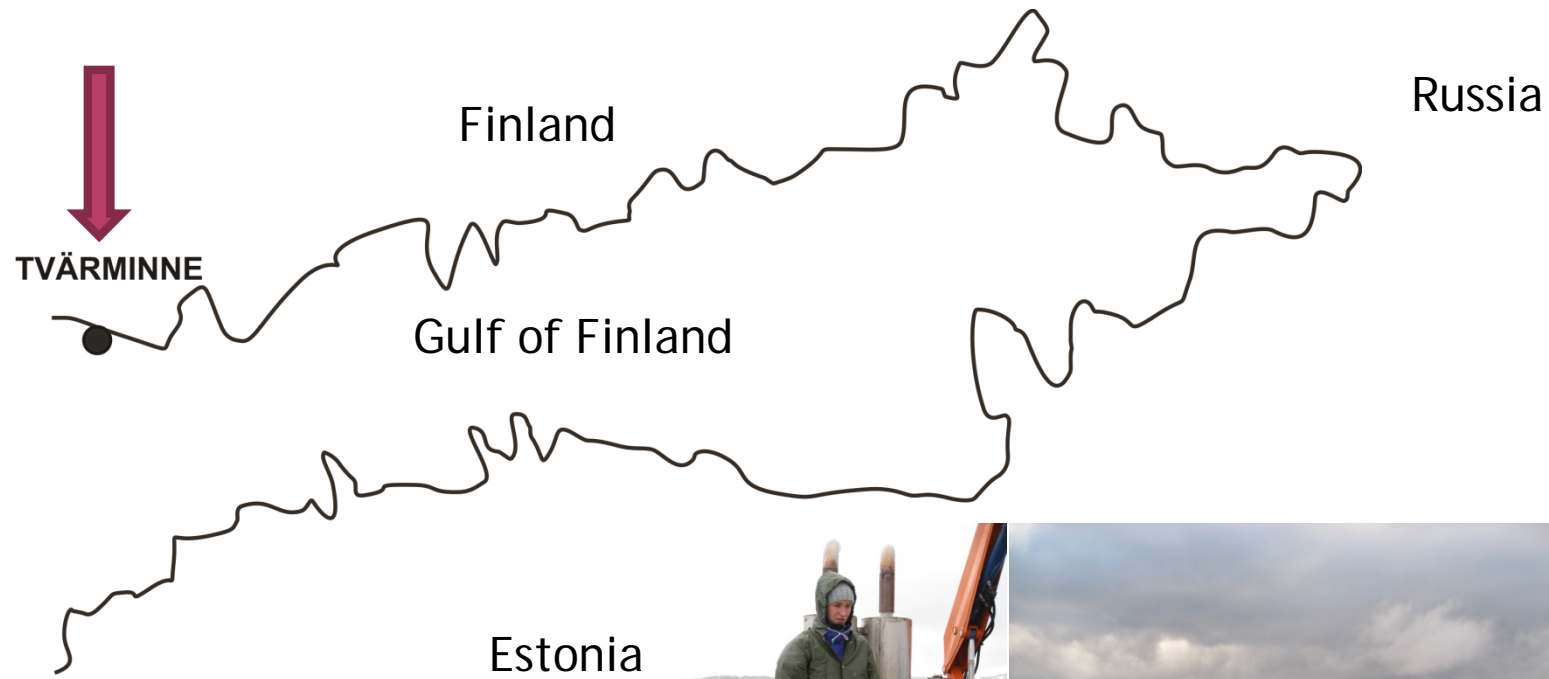 Russia
Finland
TVÄRMINNE
Gulf of Finland
Estonia